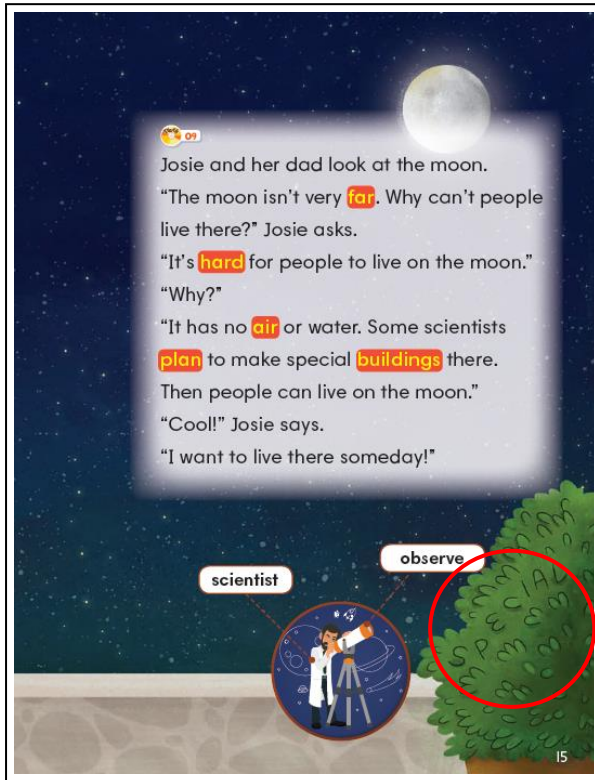 09
Josie and her dad look at the moon.
“The moon isn't very far. Why can't people
live there?” Josie asks.
“It's hard for people to live on the moon.”
“Why?”
“It has no air or water. Some scientists
plan to make special buildings there.
Then people can live on the moon.”
“Cool!” Josie says.
“I want to live there someday!”
observe
scientist
IAL
SP
15